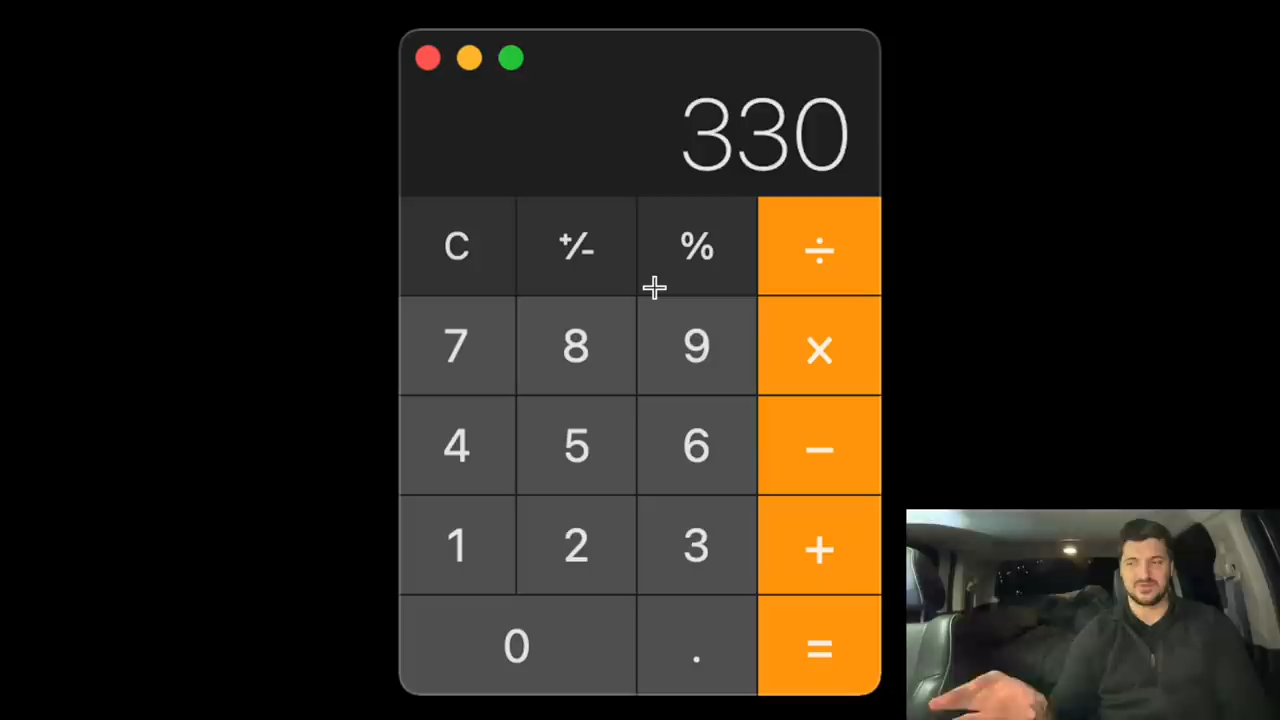 330
C ⁺∕₋ % ÷
7 8 9 ×
4 5 6 −
1 2 3 +
0 . =